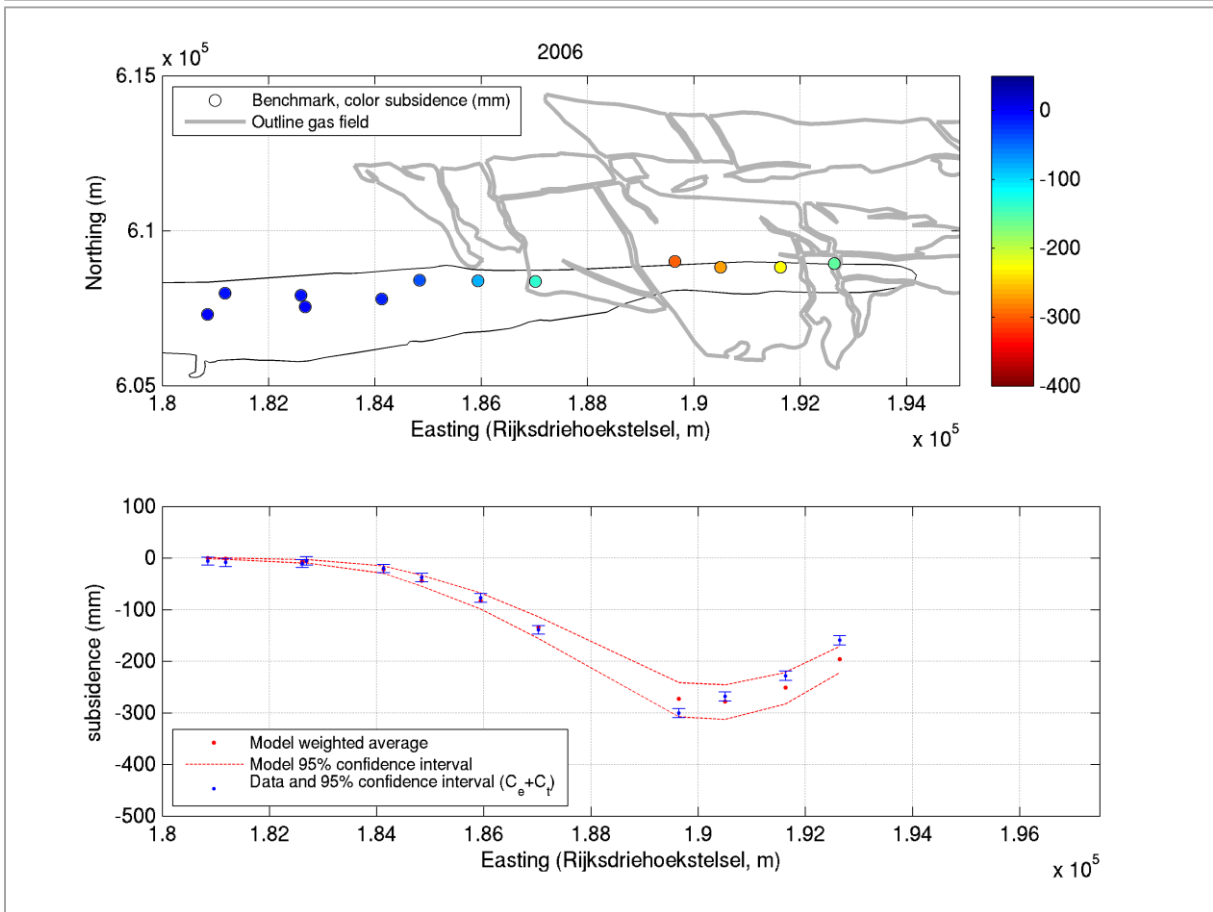 2006
x 10^5
6.15
6.1
6.05
Northing (m)
Benchmark, color subsidence (mm)
Outline gas field
1.8 1.82 1.84 1.86 1.88 1.9 1.92 1.94
Easting (Rijksdriehoekstelsel, m)
x 10^5
0
-100
-200
-300
-400
100
0
-100
-200
-300
-400
-500
subsidence (mm)
Model weighted average
Model 95% confidence interval
Data and 95% confidence interval (C_e+C_t)
1.8 1.82 1.84 1.86 1.88 1.9 1.92 1.94 1.96
Easting (Rijksdriehoekstelsel, m)
x 10^5